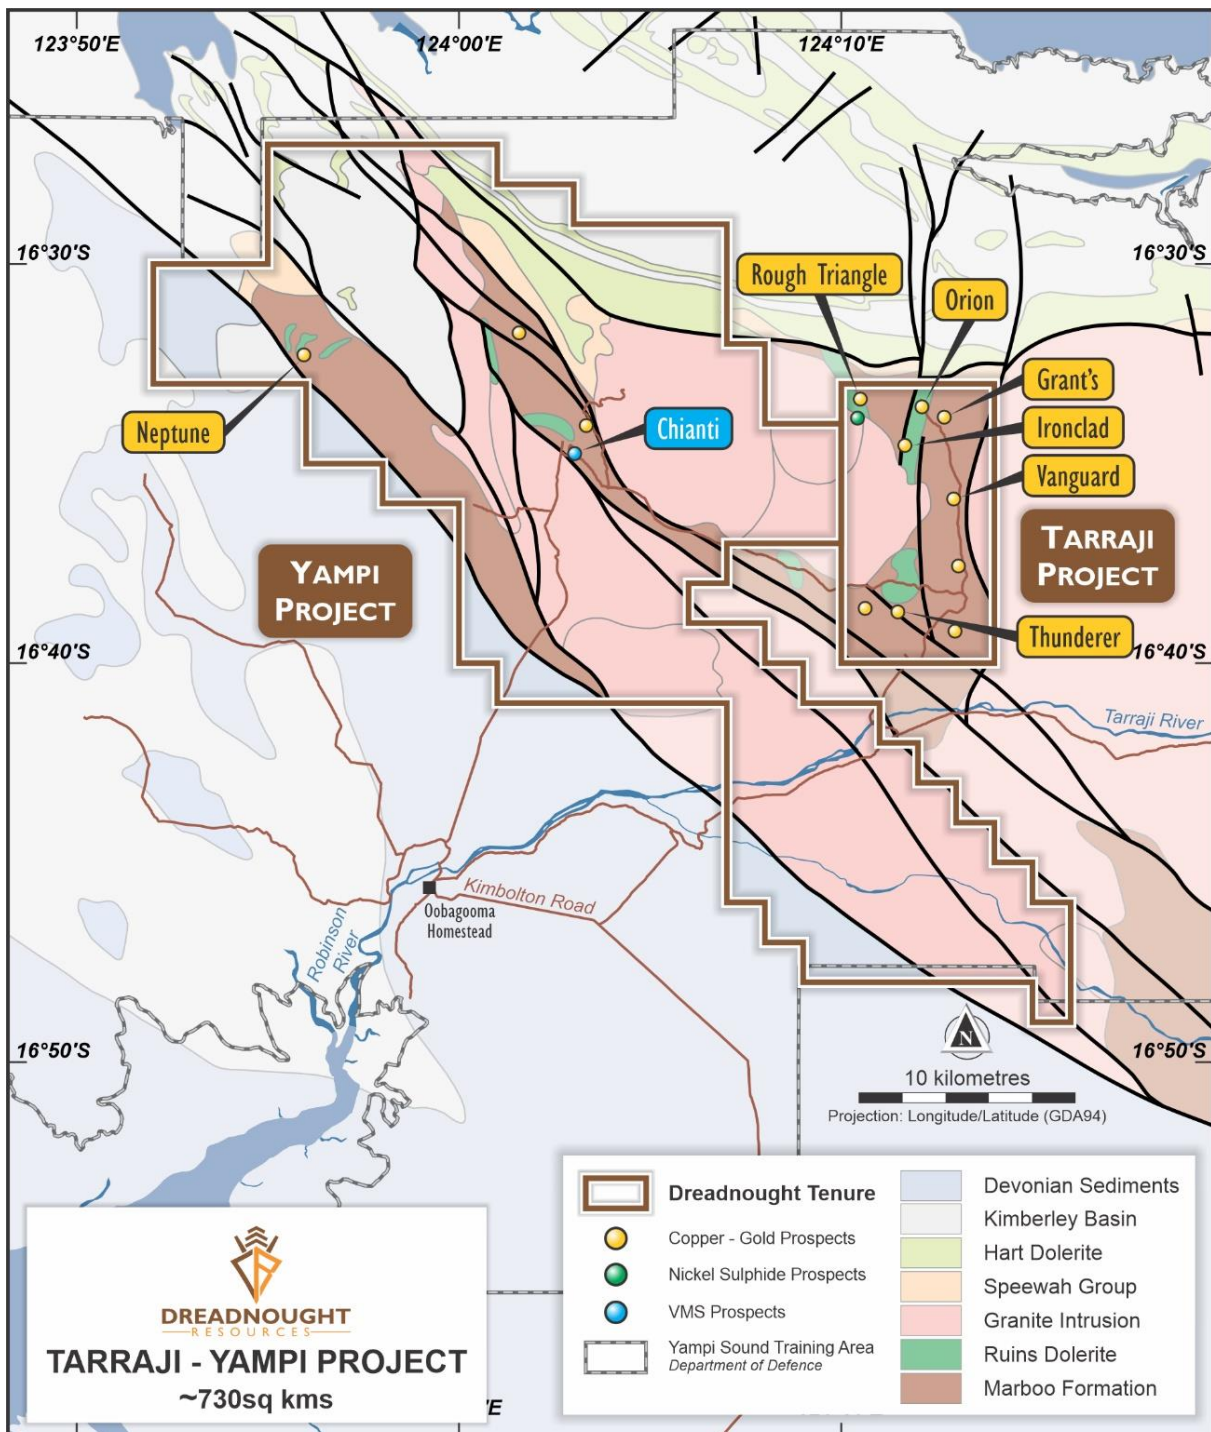 123°50'E
124°00'E
124°10'E
16°30'S
16°30'S
Rough Triangle
Orion
Grant's
Neptune
Chianti
Ironclad
Vanguard
YAMPI
PROJECT
TARRAJI
PROJECT
Thunderer
16°40'S
16°40'S
Tarraji River
Kimbolton Road
Oobagooma
Homestead
Robinson
River
N
16°50'S
16°50'S
10 kilometres
Projection: Longitude/Latitude (GDA94)
DREADNOUGHT
RESOURCES
TARRAJI - YAMPI PROJECT
~730sq kms
'E
Dreadnought Tenure
Copper - Gold Prospects
Nickel Sulphide Prospects
VMS Prospects
Yampi Sound Training Area
Department of Defence
Devonian Sediments
Kimberley Basin
Hart Dolerite
Speewah Group
Granite Intrusion
Ruins Dolerite
Marboo Formation